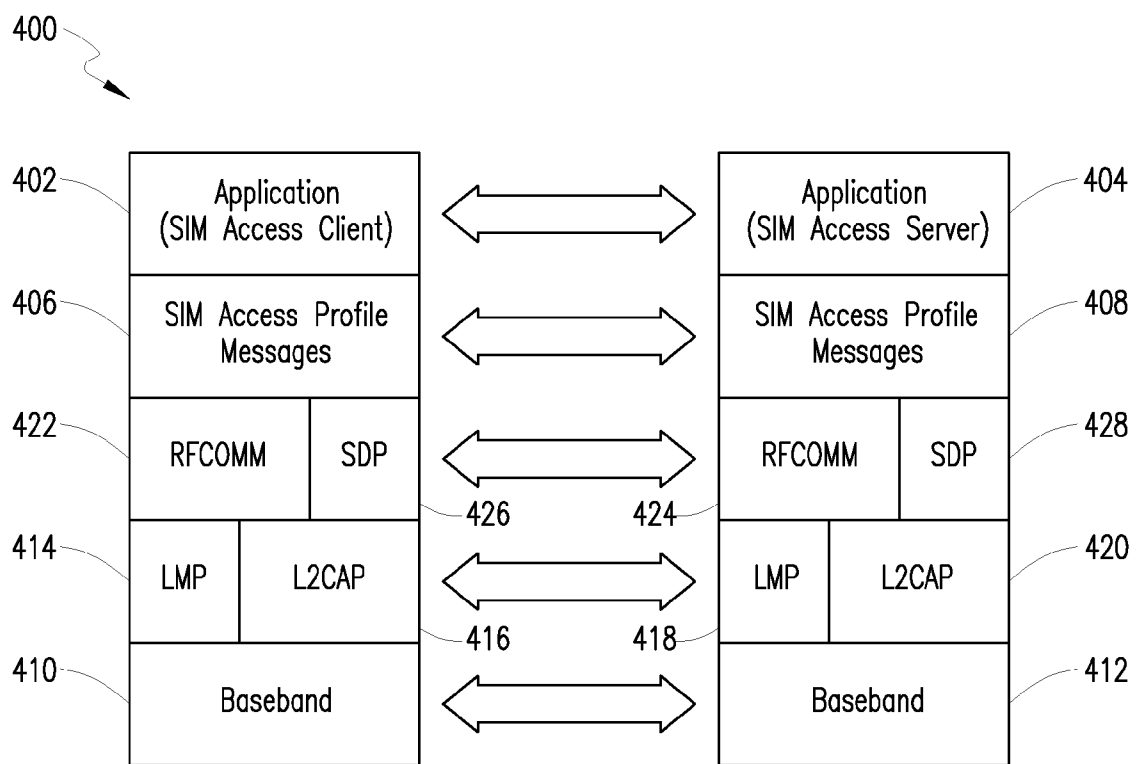 400
402
Application
(SIM Access Client)
Application
(SIM Access Server)
404
406
SIM Access Profile
Messages
SIM Access Profile
Messages
408
422
RFCOMM
SDP
RFCOMM
SDP
428
426
424
414
LMP
L2CAP
LMP
L2CAP
420
416
418
410
Baseband
Baseband
412